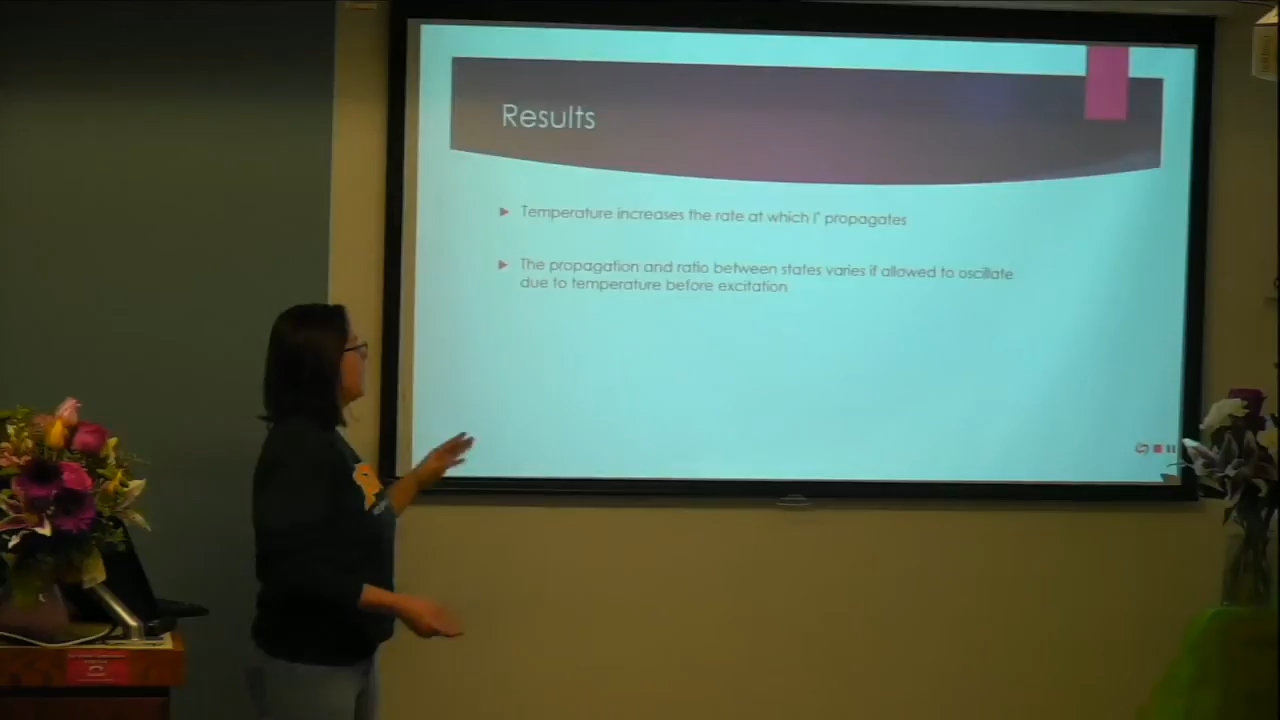 Results
Temperature increases the rate at which I* propagates
The propagation and ratio between states varies if allowed to oscillate
due to temperature before excitation